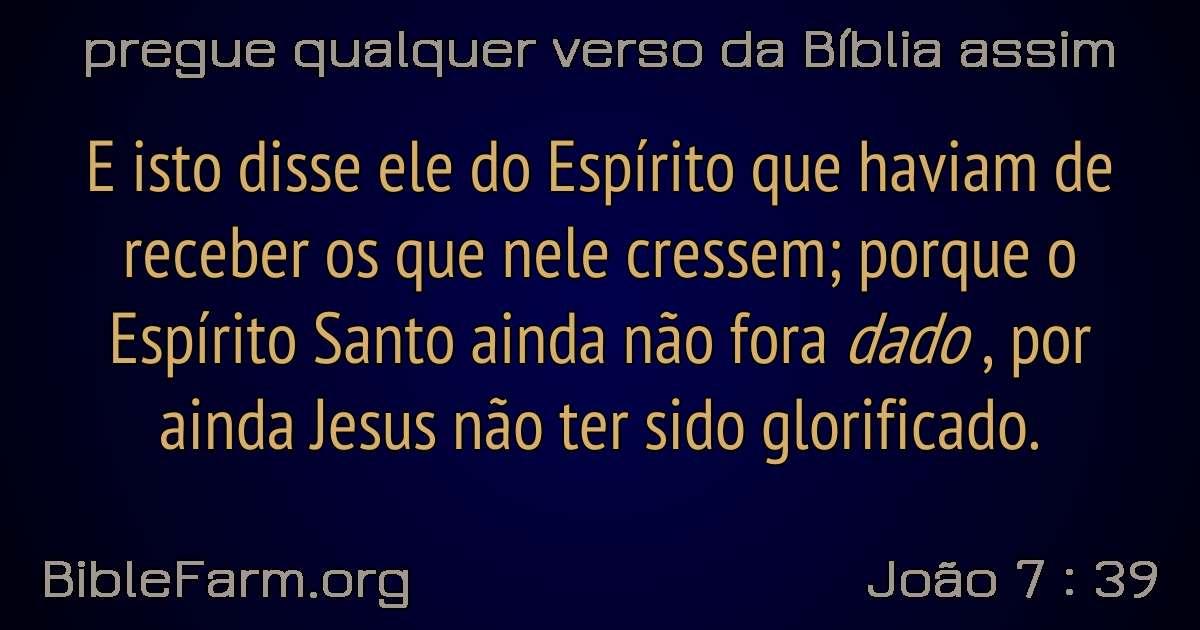 pregue qualquer verso da Bíblia assim
E isto disse ele do Espírito que haviam de
receber os que nele cressem; porque o
Espírito Santo ainda não fora dado , por
ainda Jesus não ter sido glorificado.
BibleFarm.org
João 7 : 39